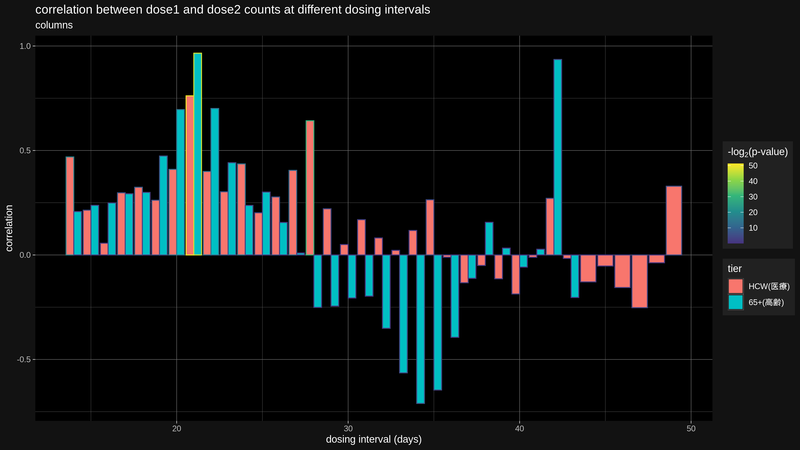 correlation between dose1 and dose2 counts at different dosing intervals
columns
1.0
0.5
0.0
-0.5
correlation
20
30
40
50
dosing interval (days)
-log2(p-value)
50
40
30
20
10
tier
HCW(医療)
65+(高齢)